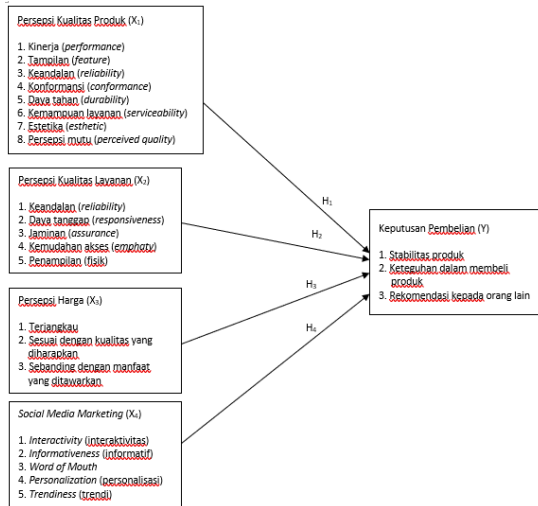 Persepsi Kualitas Produk (X₁)
1. Kinerja (performance)
2. Tampilan (feature)
3. Keandalan (reliability)
4. Konformansi (conformance)
5. Daya tahan (durability)
6. Kemampuan layanan (serviceability)
7. Estetika (esthetic)
8. Persepsi mutu (perceived quality)
Persepsi Kualitas Layanan (X₂)
1. Keandalan (reliability)
2. Daya tanggap (responsiveness)
3. Jaminan (assurance)
4. Kemudahan akses (emphaty)
5. Penampilan (fisik)
Persepsi Harga (X₃)
1. Terjangkau
2. Sesuai dengan kualitas yang
diharapkan
3. Sebanding dengan manfaat
yang ditawarkan
Social Media Marketing (X₄)
1. Interactivity (interaktivitas)
2. Informativeness (informatif)
3. Word of Mouth
4. Personalization (personalisasi)
5. Trendiness (trendi)
H₁
H₂
H₃
H₄
Keputusan Pembelian (Y)
1. Stabilitas produk
2. Keteguhan dalam membeli
produk
3. Rekomendasi kepada orang lain